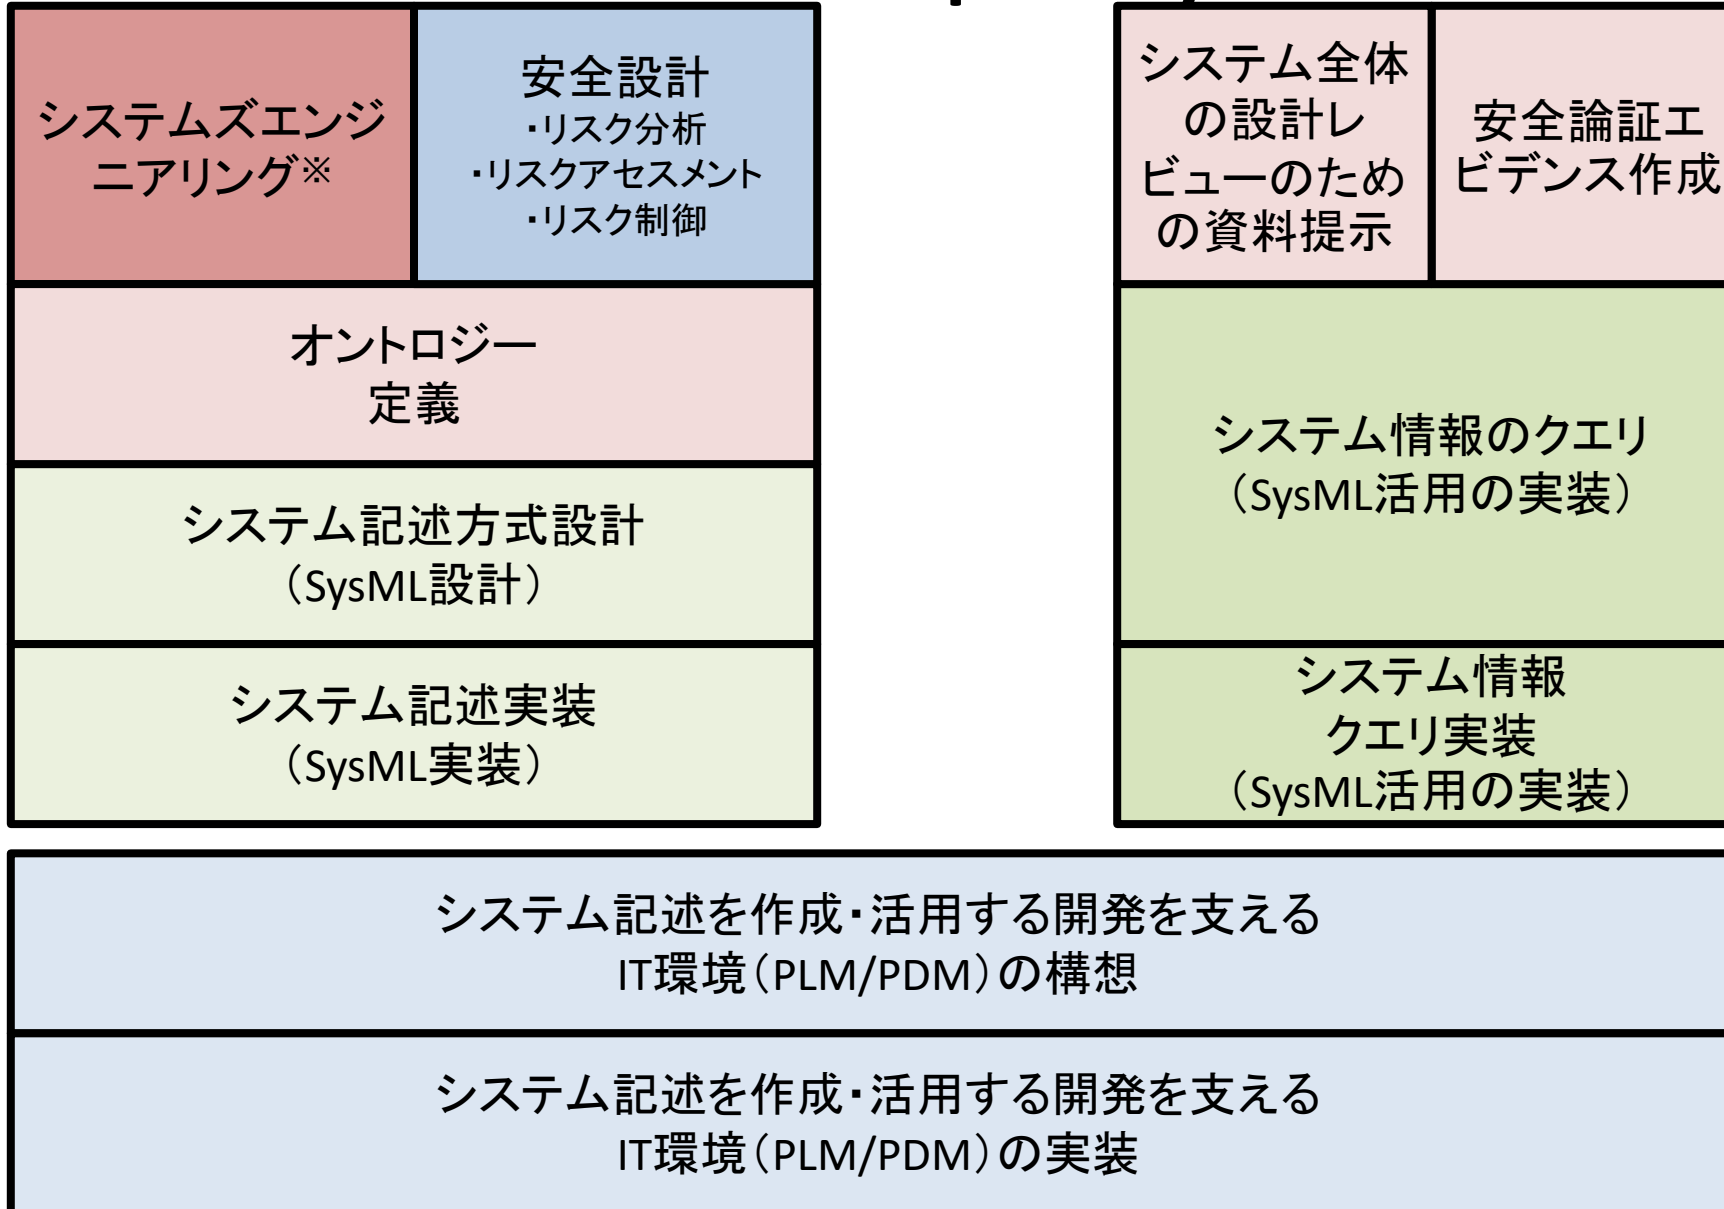 システムズエンジ
ニアリング※
安全設計
・リスク分析
・リスクアセスメント
・リスク制御
オントロジー
定義
システム記述方式設計
（SysML設計）
システム記述実装
（SysML実装）
システム全体
の設計レ
ビューのため
の資料提示
安全論証エ
ビデンス作成
システム情報のクエリ
（SysML活用の実装）
システム情報
クエリ実装
（SysML活用の実装）
システム記述を作成・活用する開発を支える
IT環境（PLM/PDM）の構想
システム記述を作成・活用する開発を支える
IT環境（PLM/PDM）の実装